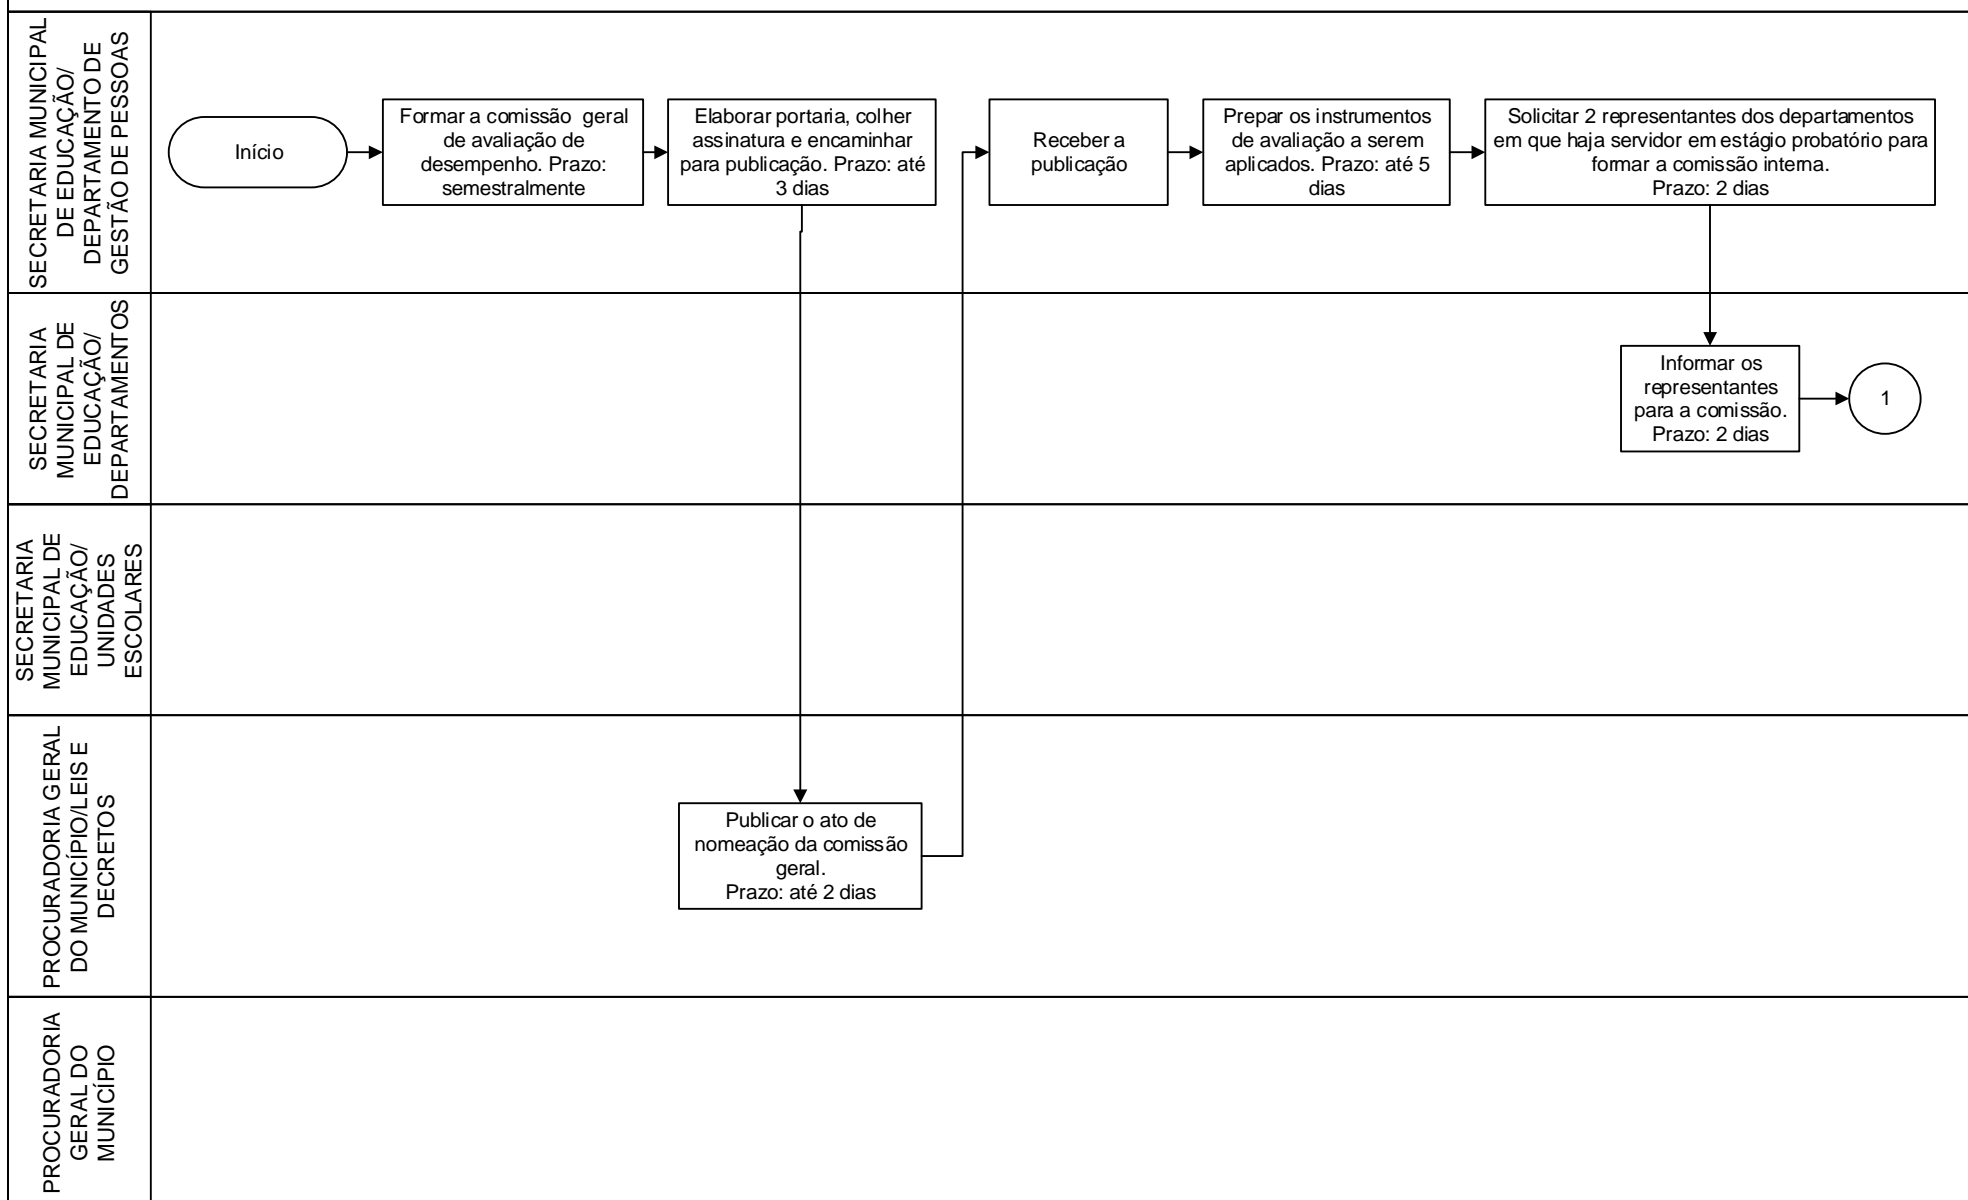 SECRETARIA MUNICIPAL
DE EDUCAÇÃO/
DEPARTAMENTO DE
GESTÃO DE PESSOAS
Início
Formar a comissão geral
de avaliação de
desempenho. Prazo:
semestralmente
Elaborar portaria, colher
assinatura e encaminhar
para publicação. Prazo: até
3 dias
Receber a
publicação
Prepar os instrumentos
de avaliação a serem
aplicados. Prazo: até 5
dias
Solicitar 2 representantes dos departamentos
em que haja servidor em estágio probatório para
formar a comissão interna.
Prazo: 2 dias
SECRETARIA
MUNICIPAL DE
EDUCAÇÃO/
DEPARTAMENTOS
Informar os
representantes
para a comissão.
Prazo: 2 dias
1
SECRETARIA
MUNICIPAL DE
EDUCAÇÃO/
UNIDADES
ESCOLARES
PROCURADORIA GERAL
DO MUNICÍPIO/LEIS E
DECRETOS
Publicar o ato de
nomeação da comissão
geral.
Prazo: até 2 dias
PROCURADORIA
GERAL DO
MUNICÍPIO